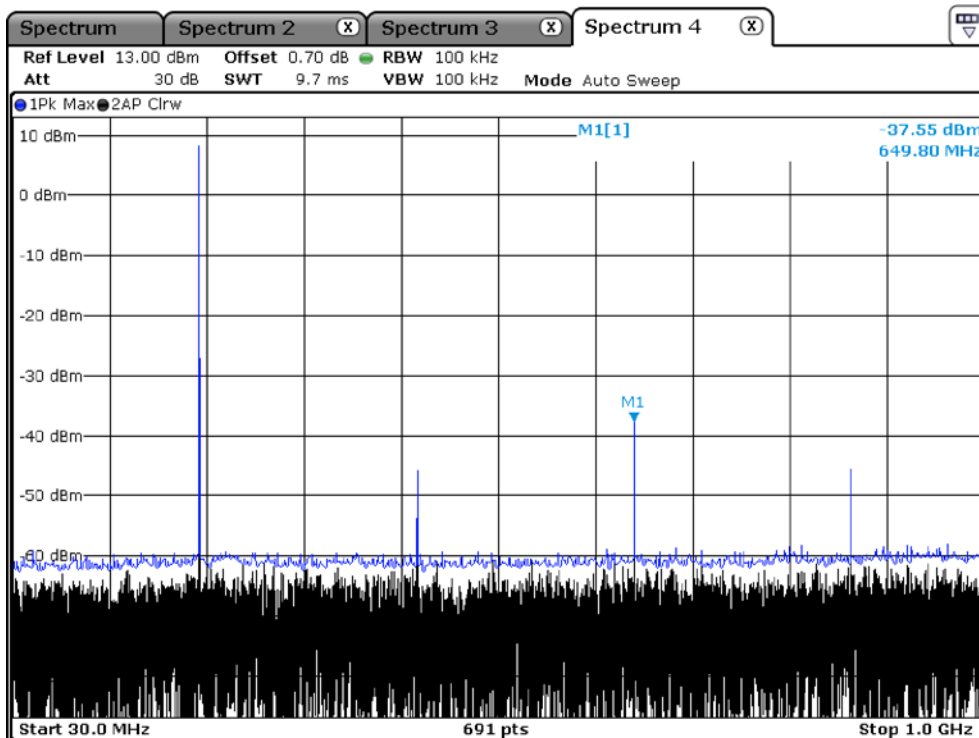 Spectrum Spectrum 2 X Spectrum 3 X Spectrum 4 X
Ref Level 13.00 dBm Offset 0.70 dB RBW 100 kHz
Att 30 dB SWT 9.7 ms VBW 100 kHz Mode Auto Sweep
1Pk Max 2AP Clrw
10 dBm M1[1] -37.55 dBm
649.80 MHz
0 dBm
-10 dBm
-20 dBm
-30 dBm
M1
-40 dBm
-50 dBm
-60 dBm
Start 30.0 MHz 691 pts Stop 1.0 GHz